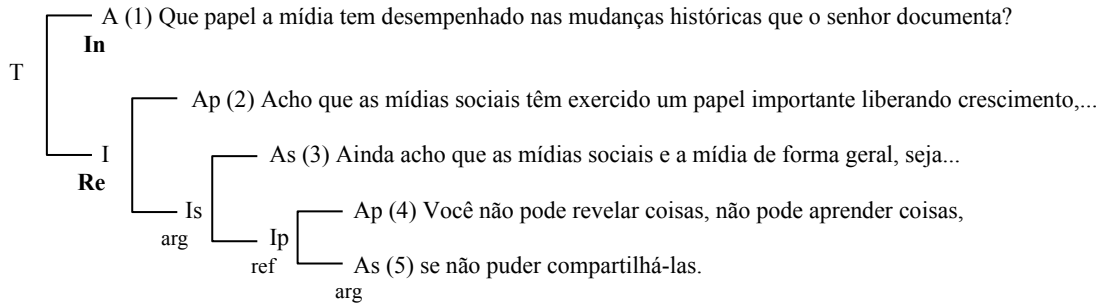 A (1) Que papel a mídia tem desempenhado nas mudanças históricas que o senhor documenta?
In
T
Ap (2) Acho que as mídias sociais têm exercido um papel importante liberando crescimento,...
I
Re
As (3) Ainda acho que as mídias sociais e a mídia de forma geral, seja...
Is
arg
Ap (4) Você não pode revelar coisas, não pode aprender coisas,
Ip
ref
As (5) se não puder compartilhá-las.
arg